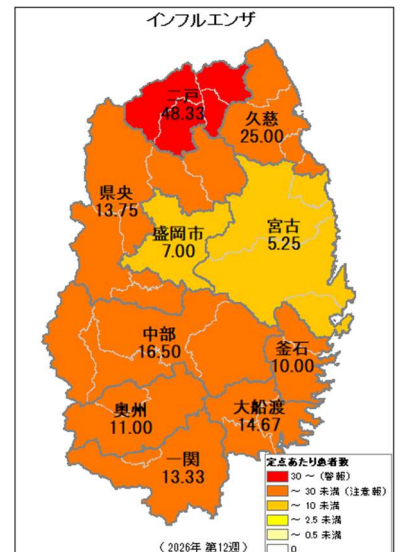 インフルエンザ
二戸
48.33
久慈
25.00
県央
13.75
盛岡市
7.00
宮古
5.25
中部
16.50
釜石
10.00
奥州
11.00
大船渡
14.67
一関
13.33
定点あたり患者数
30 ～ (警報)
～ 30 未満 (注意報)
～ 10 未満
～ 2.5 未満
～ 0.5 未満
0
( 2026年 第12週 )